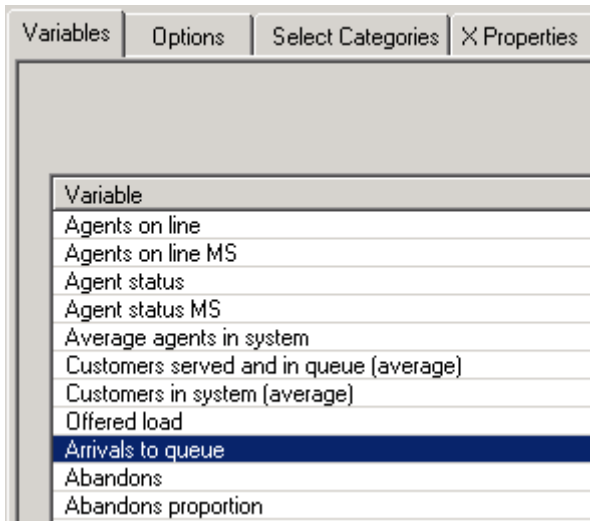 Variables Options Select Categories X Properties
Variable
Agents on line
Agents on line MS
Agent status
Agent status MS
Average agents in system
Customers served and in queue (average)
Customers in system (average)
Offered load
Arrivals to queue
Abandons
Abandons proportion